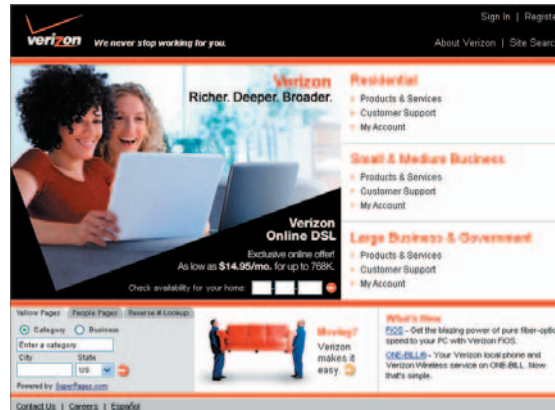 Sign In | Registe
verizon We never stop working for you.
About Verizon | Site Searc
Verizon
Richer. Deeper. Broader.
Verizon
Online DSL
Exclusive online offer!
As low as $14.95/mo. for up to 768K.
Check availability for your home:
Residential
Products & Services
Customer Support
My Account
Small & Medium Business
Products & Services
Customer Support
My Account
Large Business & Government
Products & Services
Customer Support
My Account
Yellow Pages People Pages Reverse # Lookup
Category Business
Enter a category
City State
US
Powered by SuperPages.com
Moving?
Verizon
makes it
easy.
What's New
FiOS - Get the blazing power of pure fiber-optic
speed to your PC with Verizon FiOS.
ONE-BILL® - Your Verizon local phone and
Verizon Wireless service on ONE-BILL. Now
that's simple.
Contact Us | Careers | Español